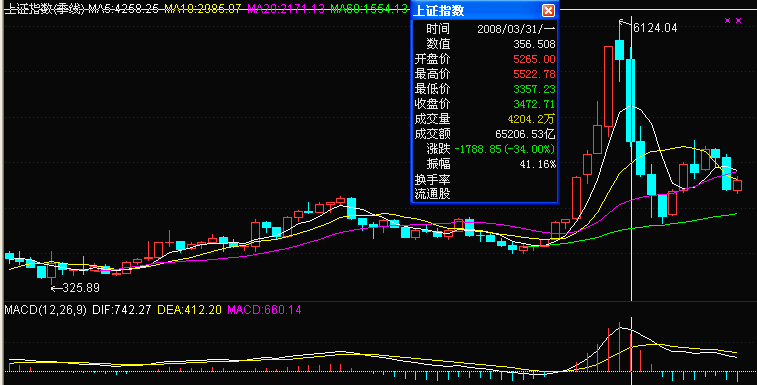 上证指数(季线) MA5:4258.25 MA10:2985.07 MA20:2171.13 MA60:1554.13
上证指数
时间 2008/03/31/一
数值 356.508
开盘价 5265.00
最高价 5522.78
最低价 3357.23
收盘价 3472.71
成交量 4204.2万
成交额 65206.53亿
涨跌 -1788.85(-34.00%)
振幅 41.16%
换手率
流通股
6124.04
325.89
MACD(12,26,9) DIF:742.27 DEA:412.20 MACD:660.14